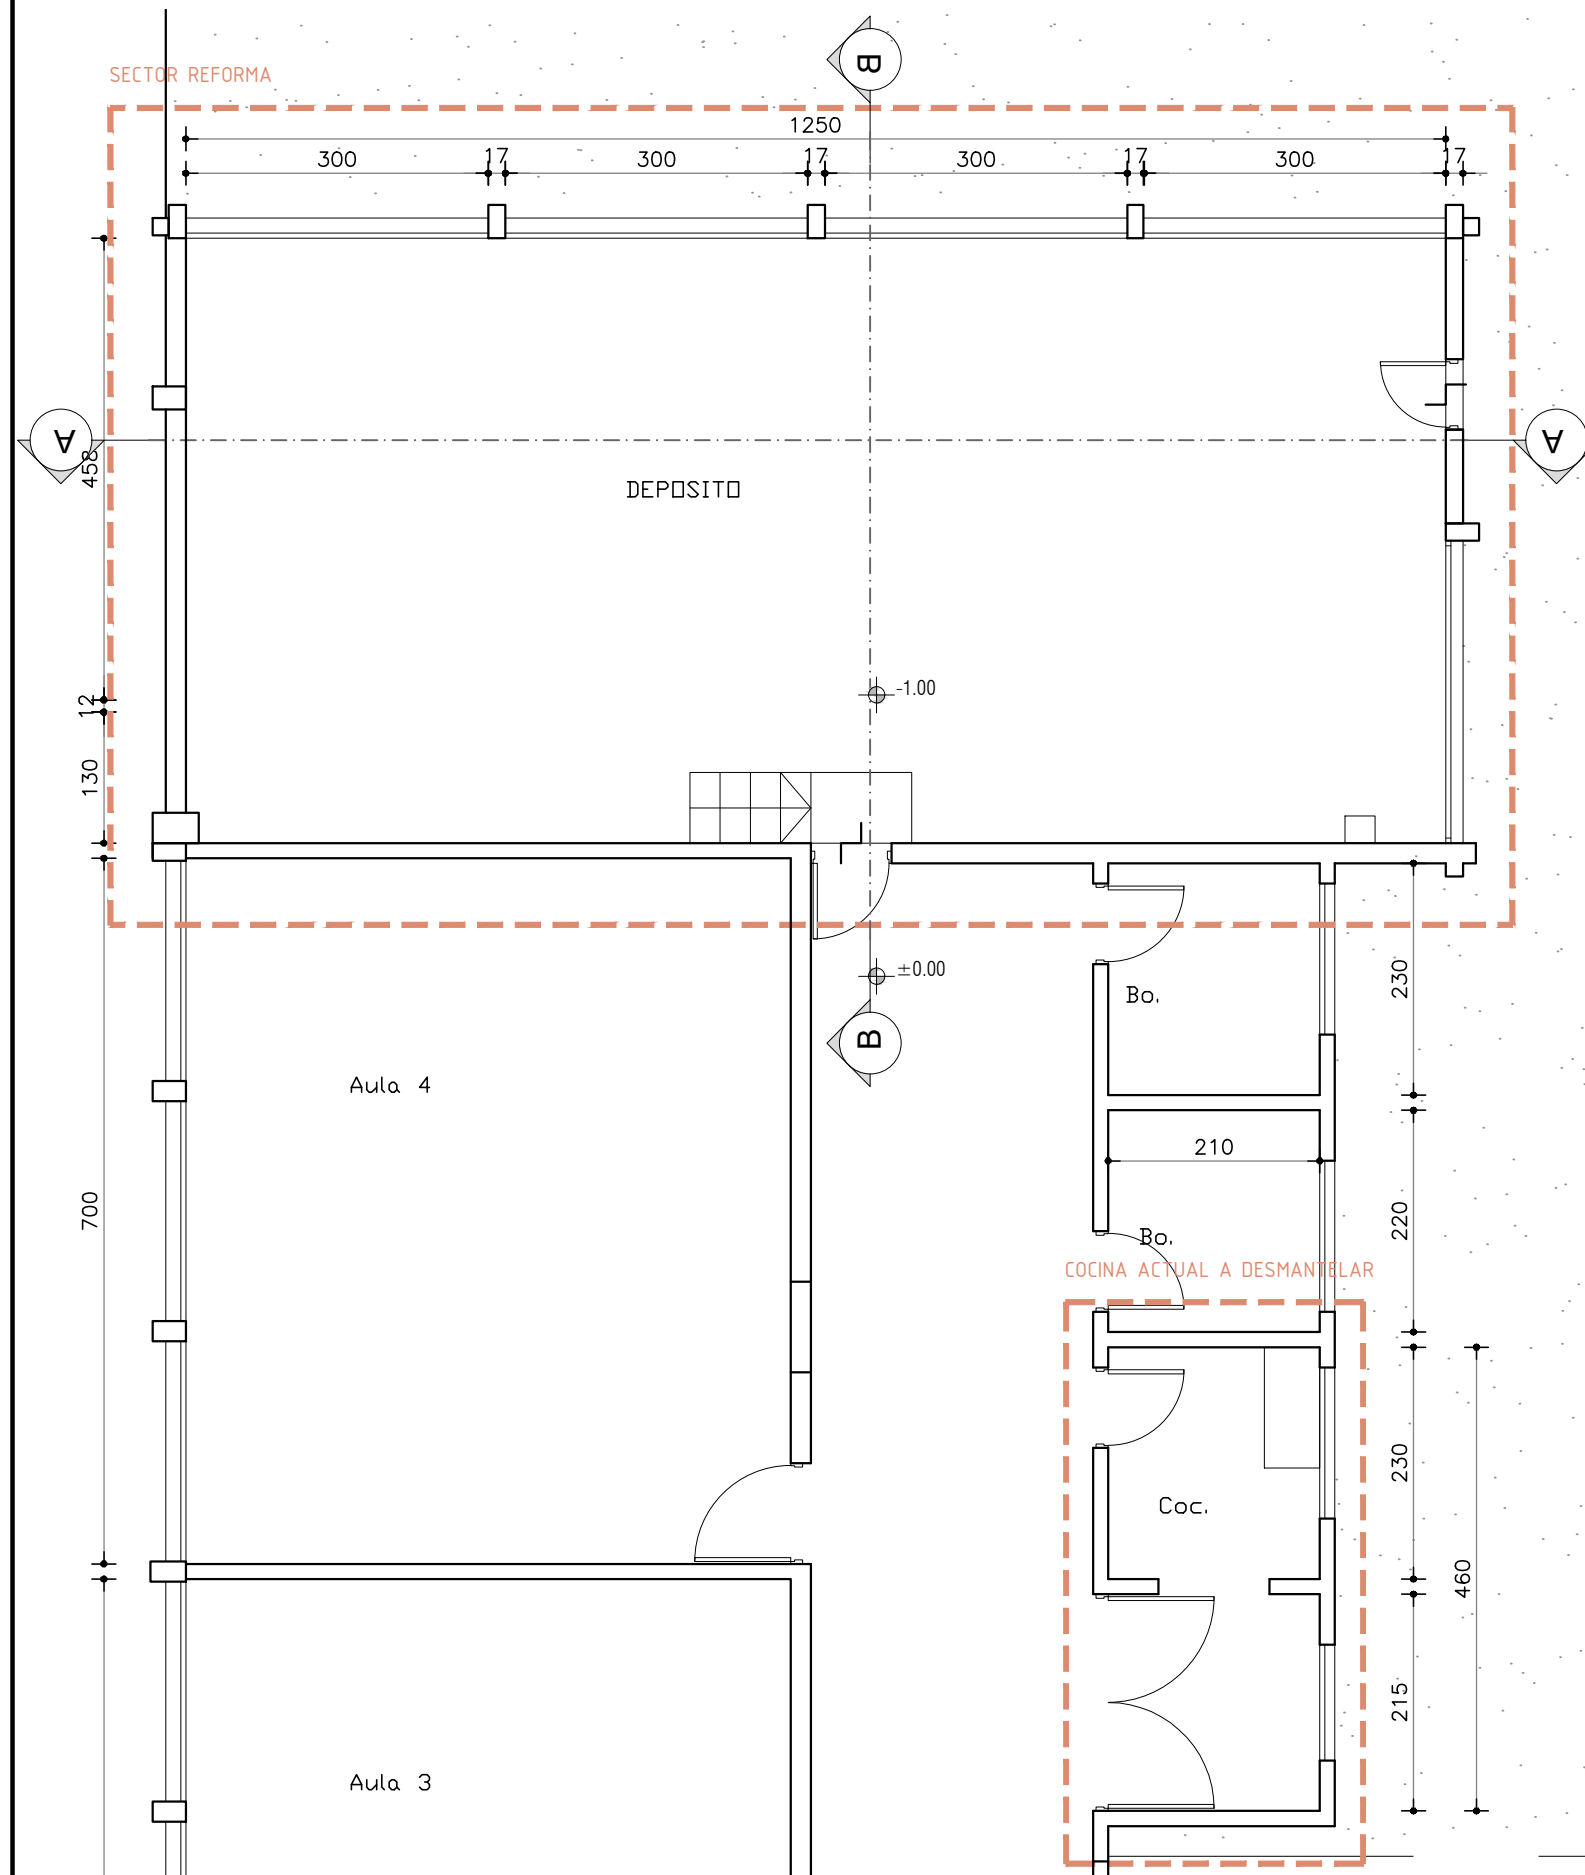 B
SECTOR REFORMA
1250
300 17 300 17 300 17 300 17
A
A
458
DEPOSITO
12
-1.00
130
±0.00
230
Bo.
B
Aula 4
210
700
220
Bo.
COCINA ACTUAL A DESMANTELAR
230
Coc.
460
215
Aula 3